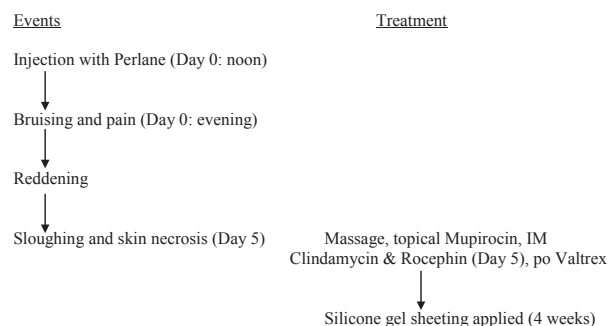 Events
Treatment
Injection with Perlane (Day 0: noon)
Bruising and pain (Day 0: evening)
Reddening
Sloughing and skin necrosis (Day 5)
Massage, topical Mupirocin, IM
Clindamycin & Rocephin (Day 5), po Valtrex
Silicone gel sheeting applied (4 weeks)